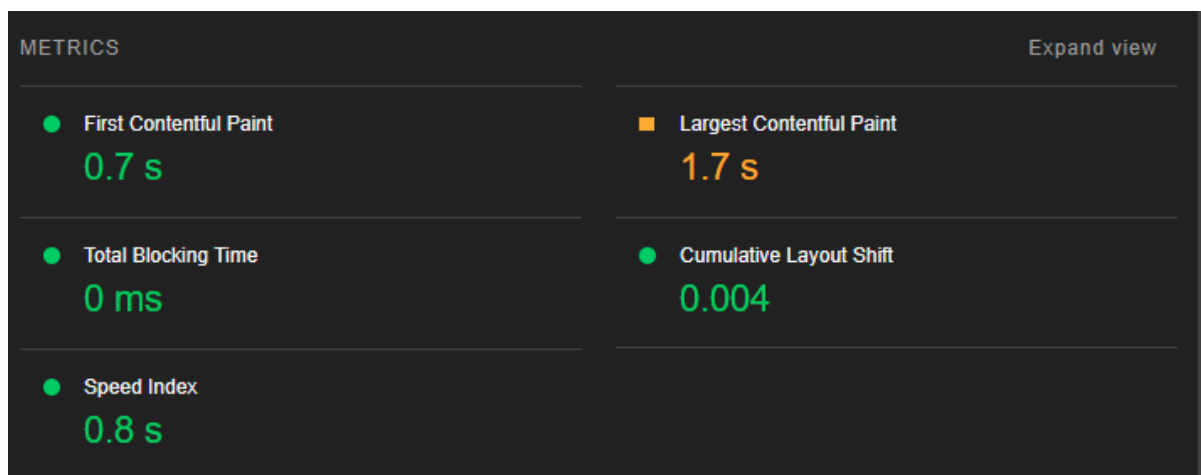 METRICS
Expand view
First Contentful Paint
0.7 s
Largest Contentful Paint
1.7 s
Total Blocking Time
0 ms
Cumulative Layout Shift
0.004
Speed Index
0.8 s